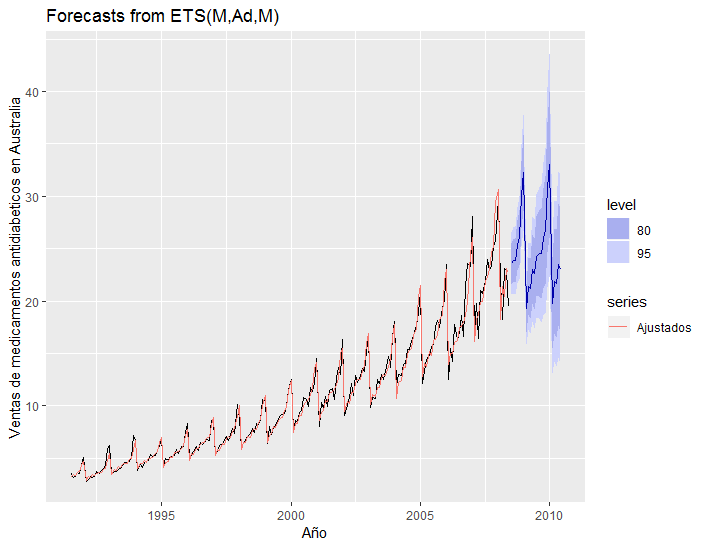 Forecasts from ETS(M,Ad,M)
Ventas de medicamentos antidiabeticos en Australia
40
30
20
10
1995
2000
2005
2010
Año
level
80
95
series
Ajustados